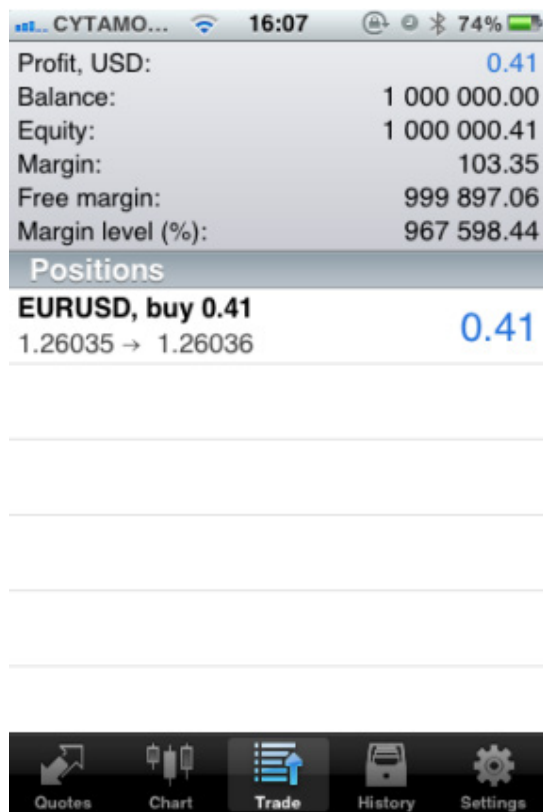 CYTAMO... 16:07 74%
Profit, USD: 0.41
Balance: 1 000 000.00
Equity: 1 000 000.41
Margin: 103.35
Free margin: 999 897.06
Margin level (%): 967 598.44
Positions
EURUSD, buy 0.41 0.41
1.26035 → 1.26036
Quotes Chart Trade History Settings